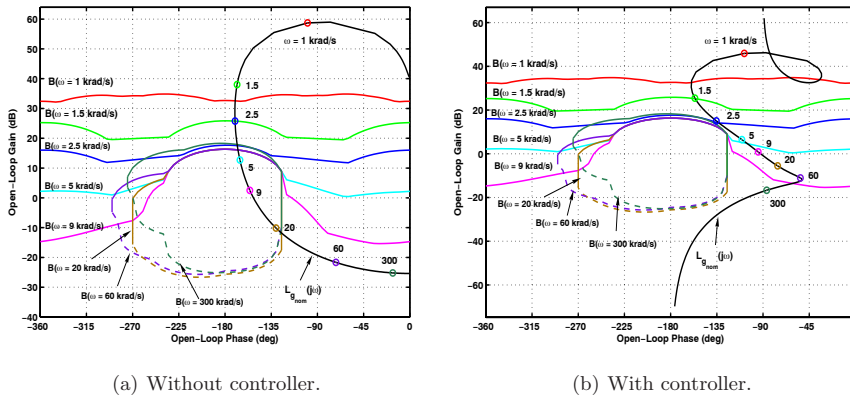 60
50
40
30
20
10
0
−10
−20
−30
−40
Open−Loop Gain (dB)
−360
−315
−270
−225
−180
−135
−90
−45
0
Open−Loop Phase (deg)
ω = 1 krad/s
B(ω = 1 krad/s)
1.5
B(ω = 1.5 krad/s)
2.5
B(ω = 2.5 krad/s)
5
B(ω = 5 krad/s)
9
B(ω = 9 krad/s)
20
B(ω = 20 krad/s)
60
B(ω = 60 krad/s)
300
B(ω = 300 krad/s)
L g nom (jω)
(a) Without controller.
60
40
20
0
−20
−40
−60
Open−Loop Gain (dB)
−360
−315
−270
−225
−180
−135
−90
−45
Open−Loop Phase (deg)
ω = 1 krad/s
B(ω = 1 krad/s)
B(ω = 1.5 krad/s)
1.5
B(ω = 2.5 krad/s)
2.5
B(ω = 5 krad/s)
5
9
B(ω = 9 krad/s)
20
60
B(ω = 20 krad/s)
300
B(ω = 60 krad/s)
B(ω = 300 krad/s)
L g nom (jω)
(b) With controller.